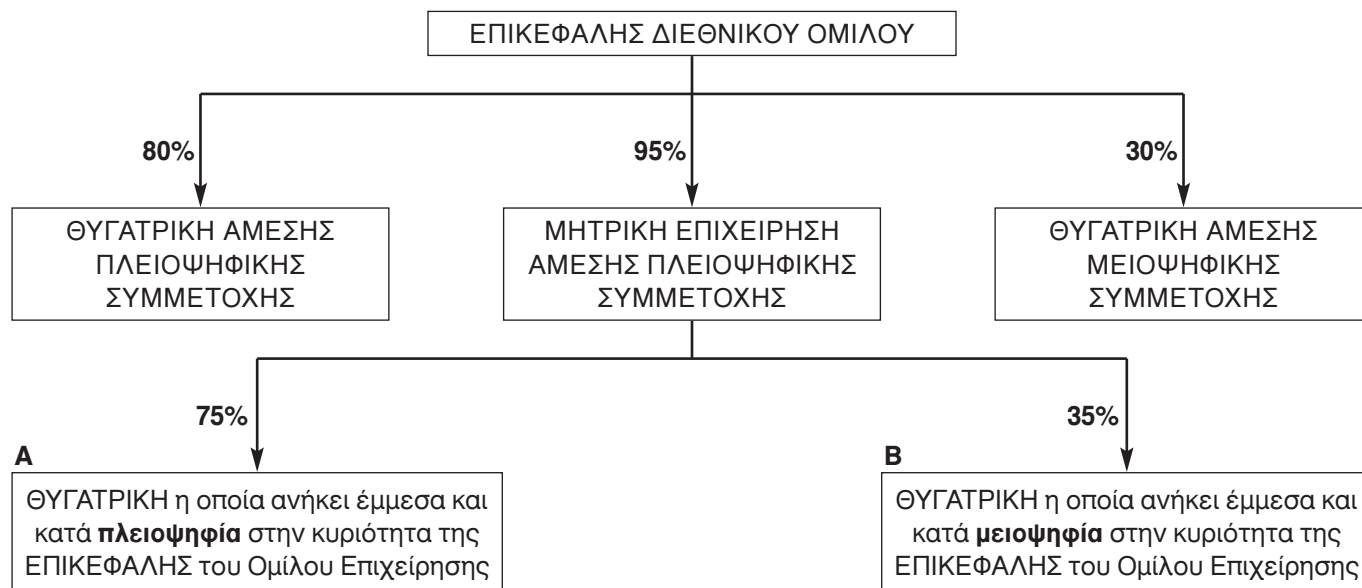 ΕΠΙΚΕΦΑΛΗΣ ΔΙΕΘΝΙΚΟΥ ΟΜΙΛΟΥ
80%
95%
30%
ΘΥΓΑΤΡΙΚΗ ΑΜΕΣΗΣ
ΠΛΕΙΟΨΗΦΙΚΗΣ
ΣΥΜΜΕΤΟΧΗΣ
ΜΗΤΡΙΚΗ ΕΠΙΧΕΙΡΗΣΗ
ΑΜΕΣΗΣ ΠΛΕΙΟΨΗΦΙΚΗΣ
ΣΥΜΜΕΤΟΧΗΣ
ΘΥΓΑΤΡΙΚΗ ΑΜΕΣΗΣ
ΜΕΙΟΨΗΦΙΚΗΣ
ΣΥΜΜΕΤΟΧΗΣ
75%
35%
Α
ΘΥΓΑΤΡΙΚΗ η οποία ανήκει έμμεσα και
κατά πλειοψηφία στην κυριότητα της
ΕΠΙΚΕΦΑΛΗΣ του Ομίλου Επιχείρησης
Β
ΘΥΓΑΤΡΙΚΗ η οποία ανήκει έμμεσα και
κατά μειοψηφία στην κυριότητα της
ΕΠΙΚΕΦΑΛΗΣ του Ομίλου Επιχείρησης